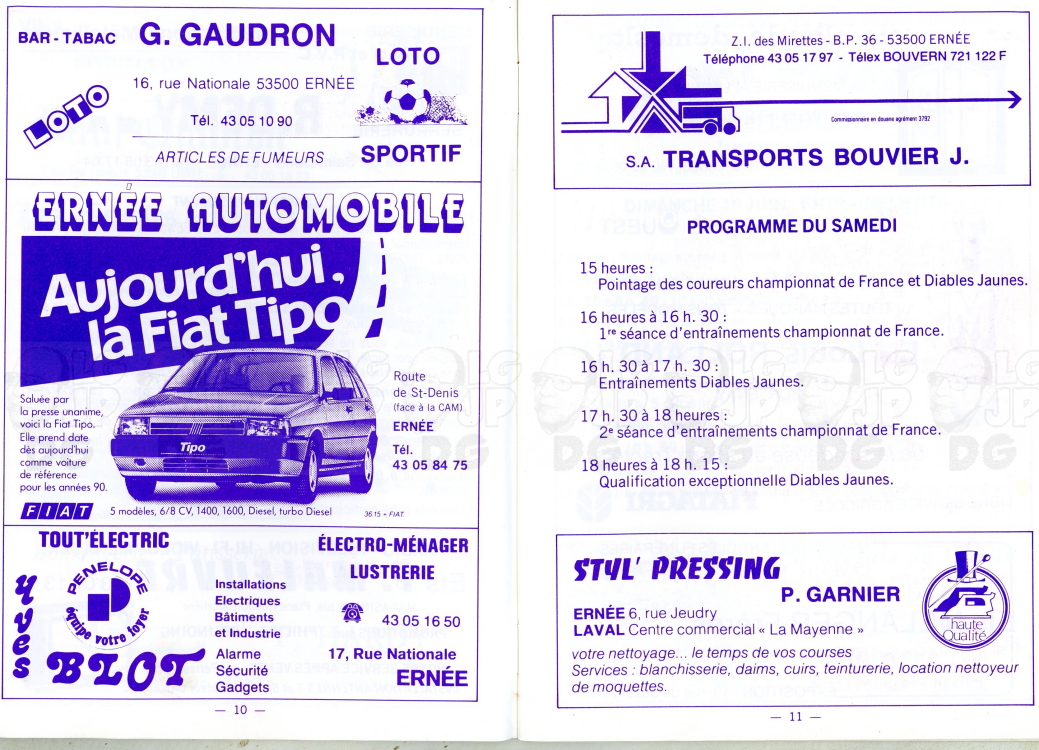 BAR - TABAC G. GAUDRON
LOTO
16, rue Nationale 53500 ERNÉE
LOTO
Tél. 43 05 10 90
ARTICLES DE FUMEURS
SPORTIF
ERNÉE AUTOMOBILE
Aujourd'hui,
la Fiat Tipo
Saluée par
la presse unanime,
voici la Fiat Tipo.
Elle prend date
dès aujourd'hui
comme voiture
de référence
pour les années 90.
Tipo
Route
de St-Denis
(face à la CAM)
ERNÉE
Tél.
43 05 84 75
FIAT
5 modèles, 6/8 CV, 1400, 1600, Diesel, turbo Diesel
36.15 + FIAT.
TOUT'ÉLECTRIC
ÉLECTRO-MÉNAGER
LUSTRERIE
PENELOPE
équipe votre foyer
Yves
BLOT
Installations
Electriques
Bâtiments
et Industrie
Alarme
Sécurité
Gadgets
43 05 16 50
17, Rue Nationale
ERNÉE
— 10 —
Z.I. des Mirettes - B.P. 36 - 53500 ERNÉE
Téléphone 43 05 17 97 - Télex BOUVERN 721 122 F
Commissionnaire en douane agrément 3792
S.A. TRANSPORTS BOUVIER J.
PROGRAMME DU SAMEDI
15 heures :
Pointage des coureurs championnat de France et Diables Jaunes.
16 heures à 16 h. 30 :
1re séance d'entraînements championnat de France.
16 h. 30 à 17 h. 30 :
Entraînements Diables Jaunes.
17 h. 30 à 18 heures :
2e séance d'entraînements championnat de France.
18 heures à 18 h. 15 :
Qualification exceptionnelle Diables Jaunes.
STYL' PRESSING
P. GARNIER
ERNÉE 6, rue Jeudry
LAVAL Centre commercial « La Mayenne »
haute
Qualité
votre nettoyage... le temps de vos courses
Services : blanchisserie, daims, cuirs, teinturerie, location nettoyeur
de moquettes.
— 11 —
LG
JP
DG